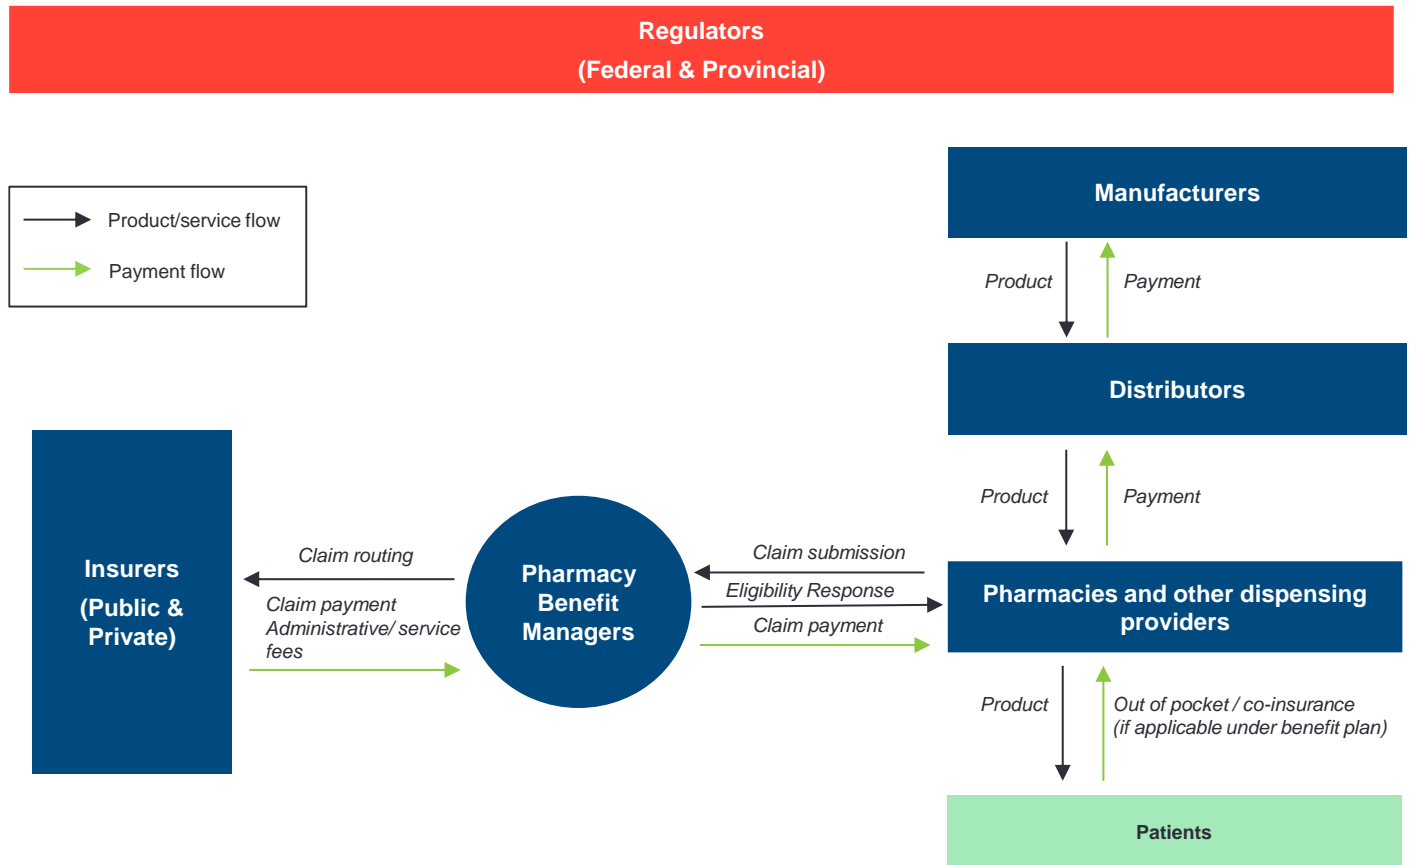 Regulators
(Federal & Provincial)
Manufacturers
Product/service flow
Payment flow
Product
Payment
Distributors
Product
Payment
Insurers
(Public &
Private)
Claim routing
Claim payment
Administrative/ service
fees
Pharmacy
Benefit
Managers
Claim submission
Eligibility Response
Claim payment
Pharmacies and other dispensing
providers
Product
Out of pocket / co-insurance
(if applicable under benefit plan)
Patients